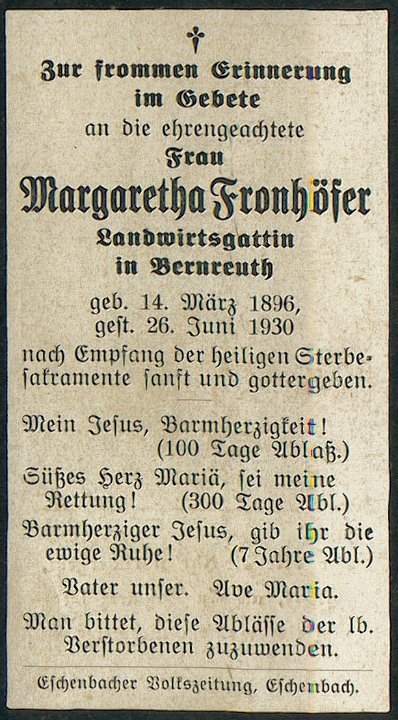 †
Zur frommen Erinnerung
im Gebete
an die ehrengeachtete
Frau
Margaretha Fronhöfer
Landwirtsgattin
in Bernreuth
geb. 14. März 1896,
gest. 26. Juni 1930
nach Empfang der heiligen Sterbe-
sakramente sanft und gottergeben.
Mein Jesus, Barmherzigkeit!
(100 Tage Ablaß.)
Süßes Herz Mariä, sei meine
Rettung! (300 Tage Abl.)
Barmherziger Jesus, gib ihr die
ewige Ruhe! (7 Jahre Abl.)
Vater unser. Ave Maria.
Man bittet, diese Ablässe der lb.
Verstorbenen zuzuwenden.
Eschenbacher Volkszeitung, Eschenbach.